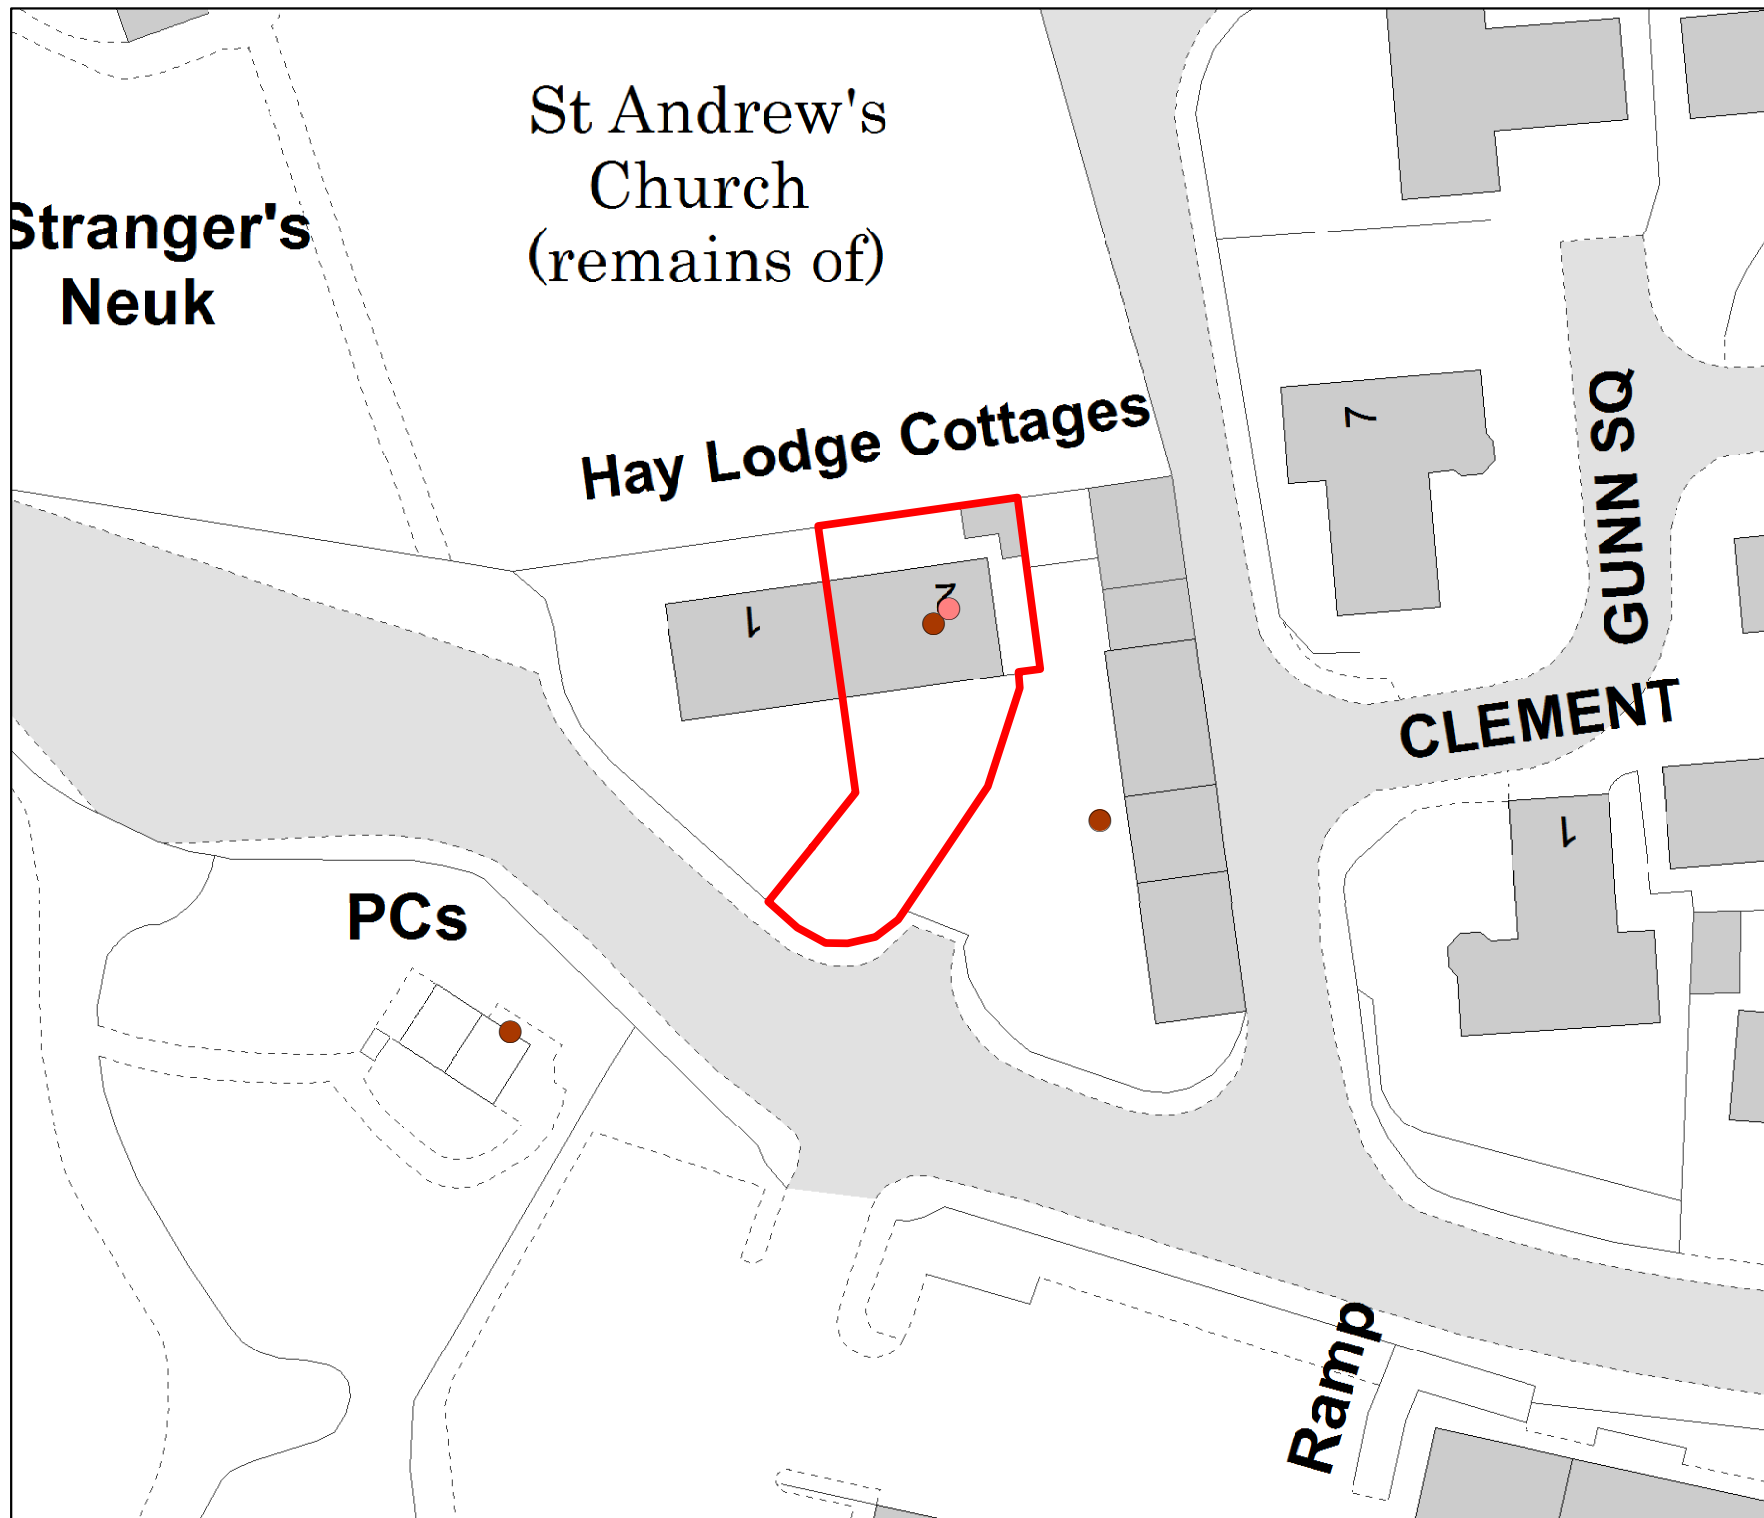 St Andrew's
Church
(remains of)
Stranger's
Neuk
Hay Lodge Cottages
7
GUNN SQ
1
2
CLEMENT
1
PCs
Ramp